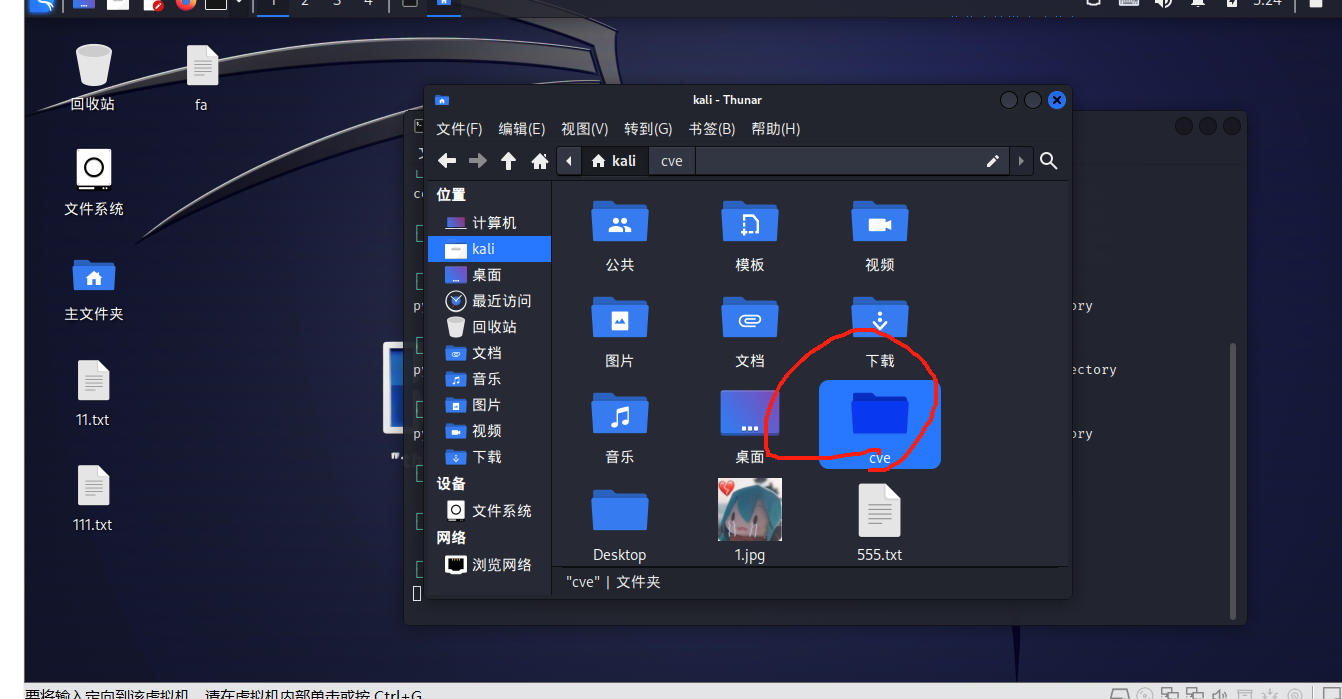 1 2 3 4 5:24
回收站
fa
文件系统
主文件夹
11.txt
111.txt
kali - Thunar
文件(F) 编辑(E) 视图(V) 转到(G) 书签(B) 帮助(H)
kali
cve
位置
计算机
kali
桌面
最近访问
回收站
文档
音乐
图片
视频
下载
设备
文件系统
网络
浏览网络
公共
模板
视频
图片
文档
下载
音乐
桌面
cve
Desktop
1.jpg
555.txt
"cve" | 文件夹
ory
ectory
ory
要将输入定向到该虚拟机，请在虚拟机内部单击或按 Ctrl+G